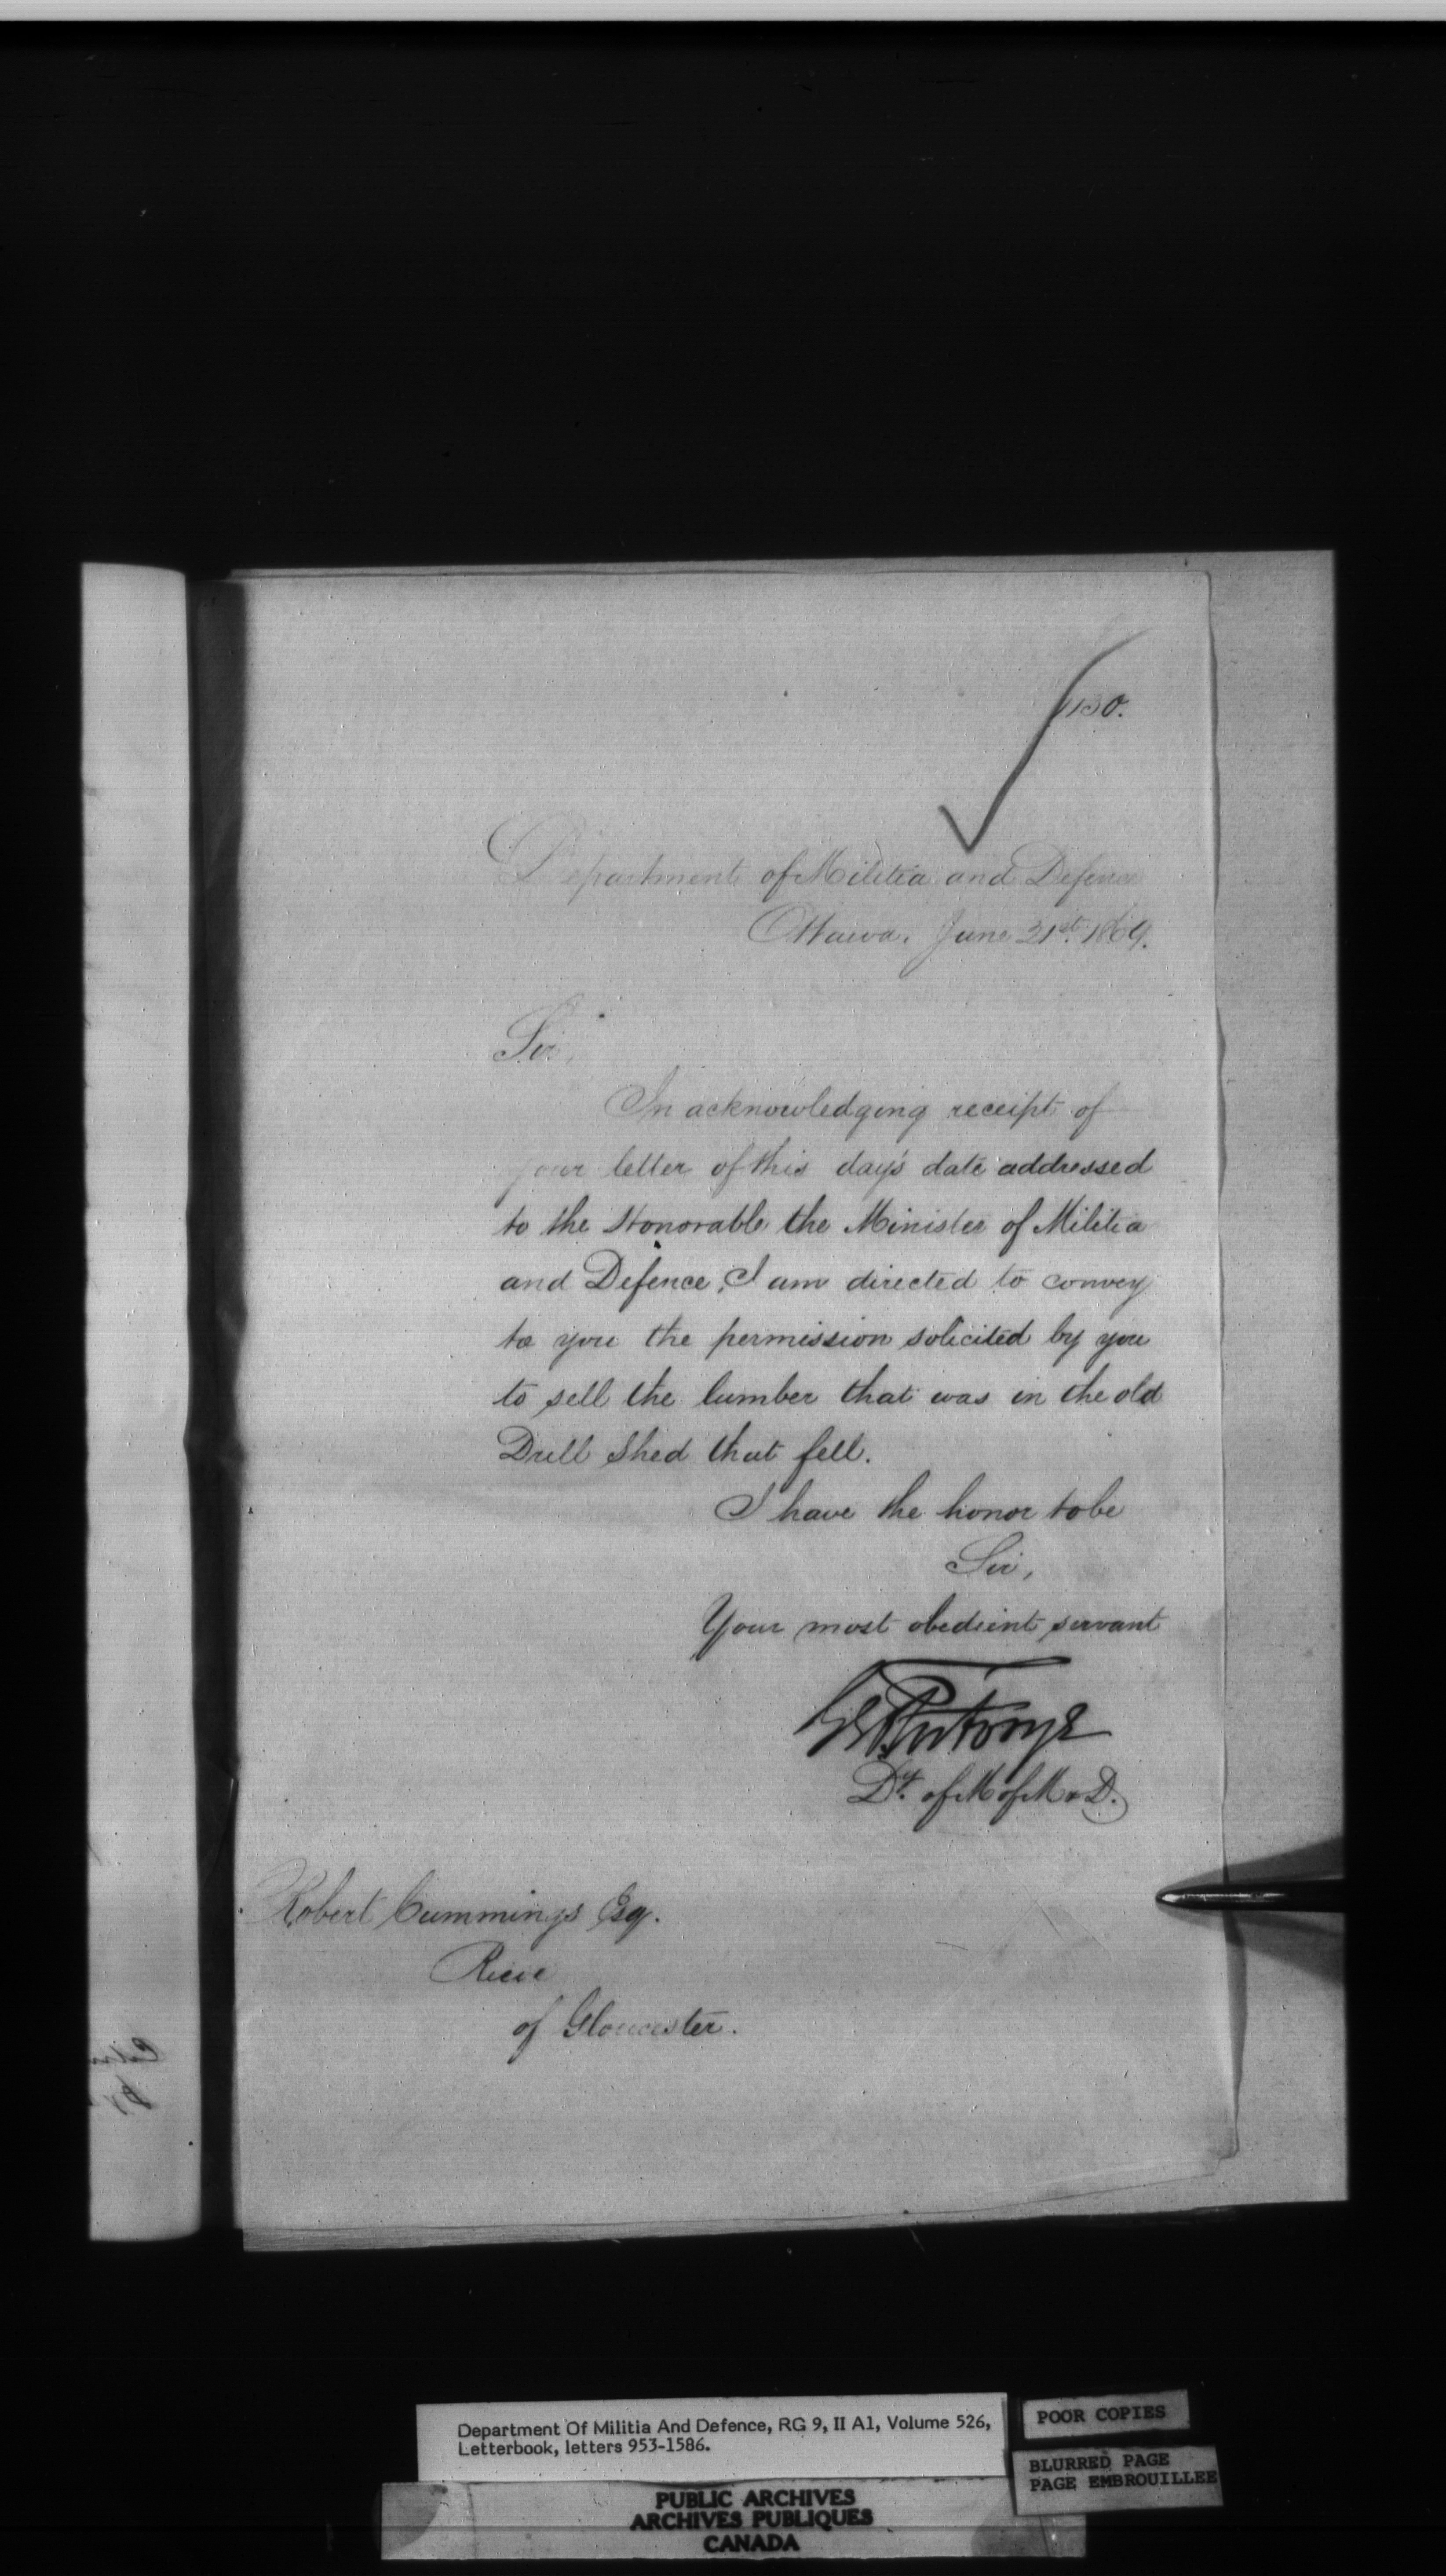 1130.
Department of Militia and Defence
Ottawa. June 21st. 1869.
Sir,
In acknowledging receipt of
your letter of this day's date addressed
to the Honorable the Minister of Militia
and Defence, I am directed to convey
to you the permission solicited by you
to sell the lumber that was in the old
Drill Shed that fell.
I have the honor to be
Sir,
Your most obedient servant
Dy. of M of M & D.
Robert Cummings Esq.
Reeve
of Gloucester.
Department Of Militia And Defence, RG 9, II A1, Volume 526,
Letterbook, letters 953-1586.
POOR COPIES
BLURRED PAGE
PAGE EMBROUILLEE
PUBLIC ARCHIVES
ARCHIVES PUBLIQUES
CANADA